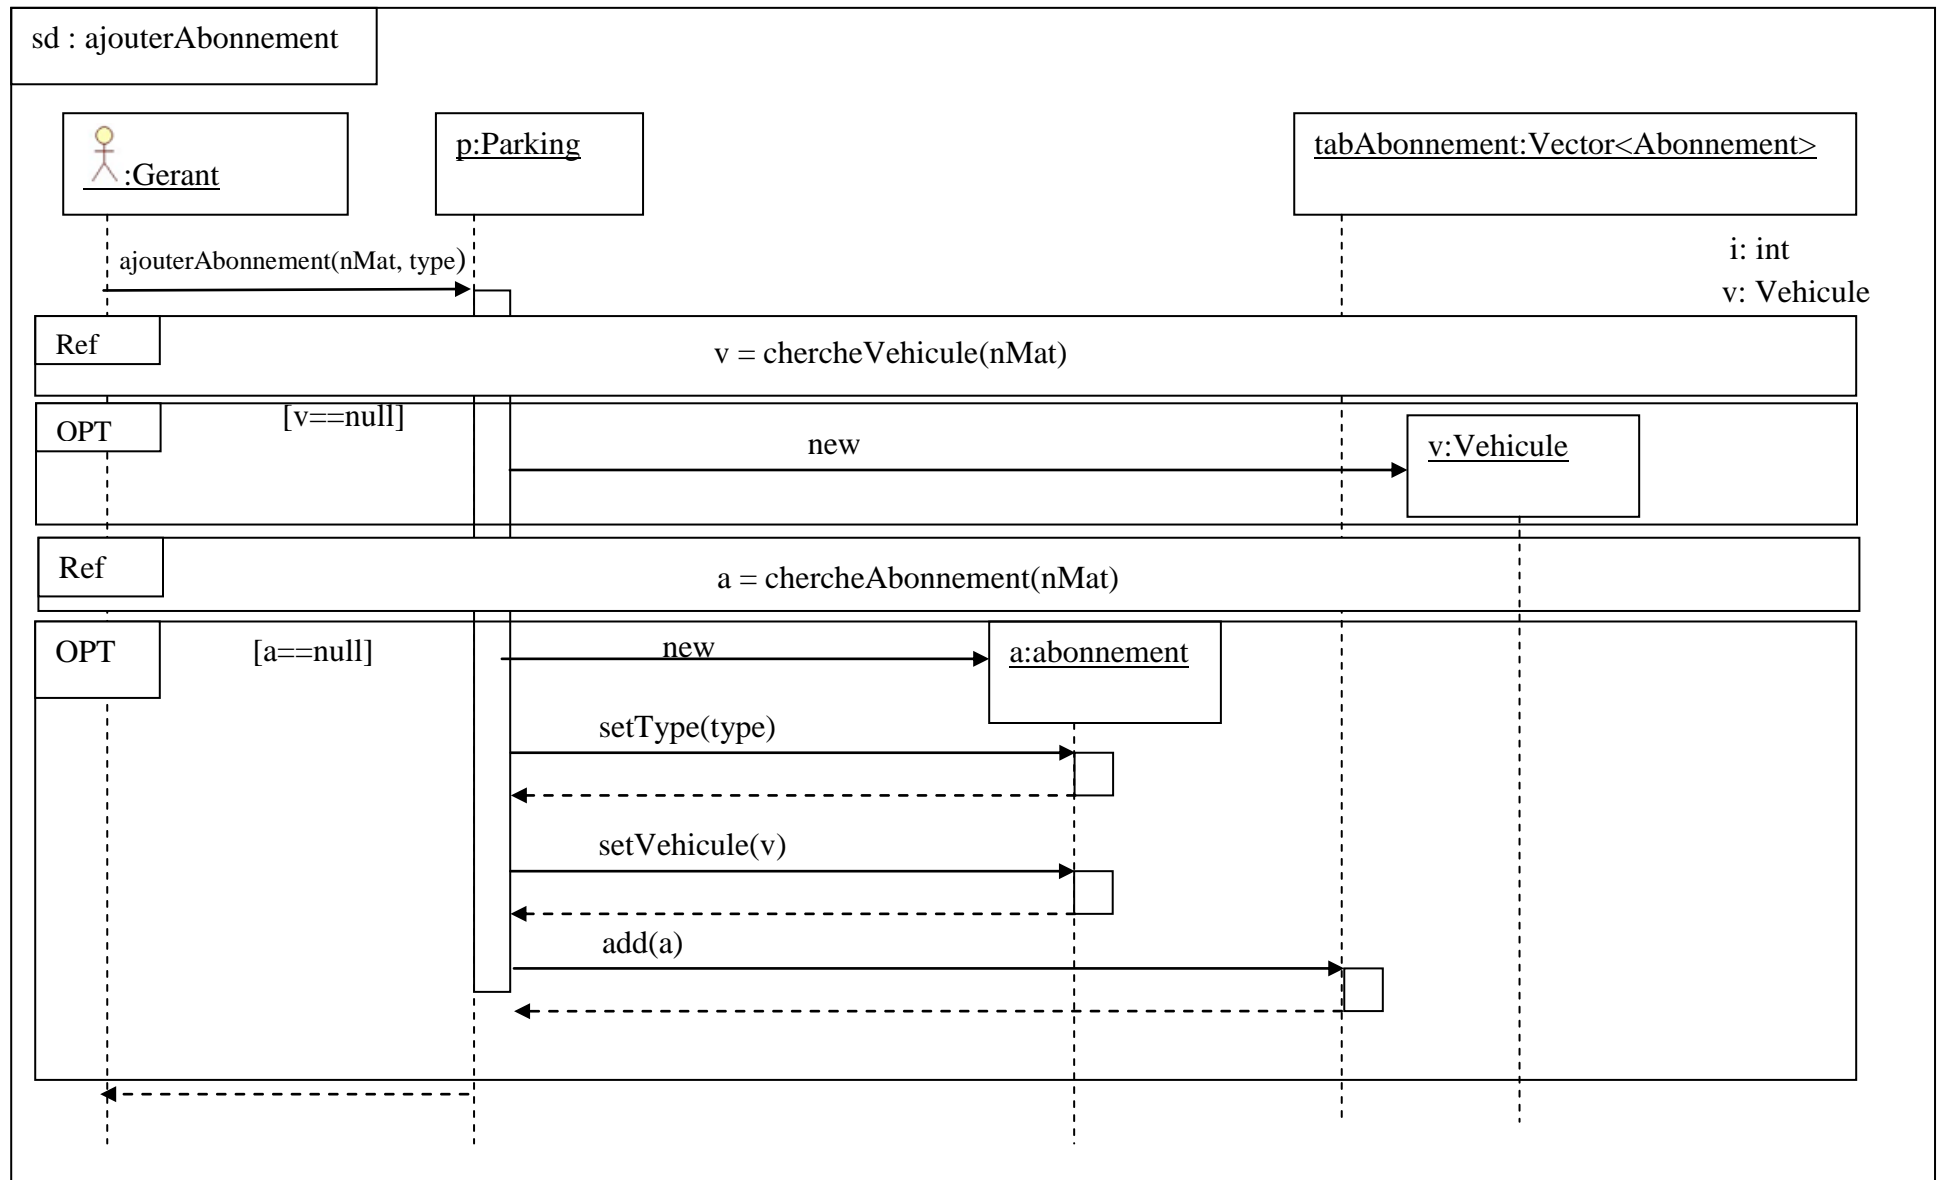 sd : ajouterAbonnement
:Gerant
p:Parking
tabAbonnement:Vector<Abonnement>
i: int
v: Vehicule
ajouterAbonnement(nMat, type)
Ref
v = chercheVehicule(nMat)
OPT
[v==null]
new
v:Vehicule
Ref
a = chercheAbonnement(nMat)
OPT
[a==null]
new
a:abonnement
setType(type)
setVehicule(v)
add(a)